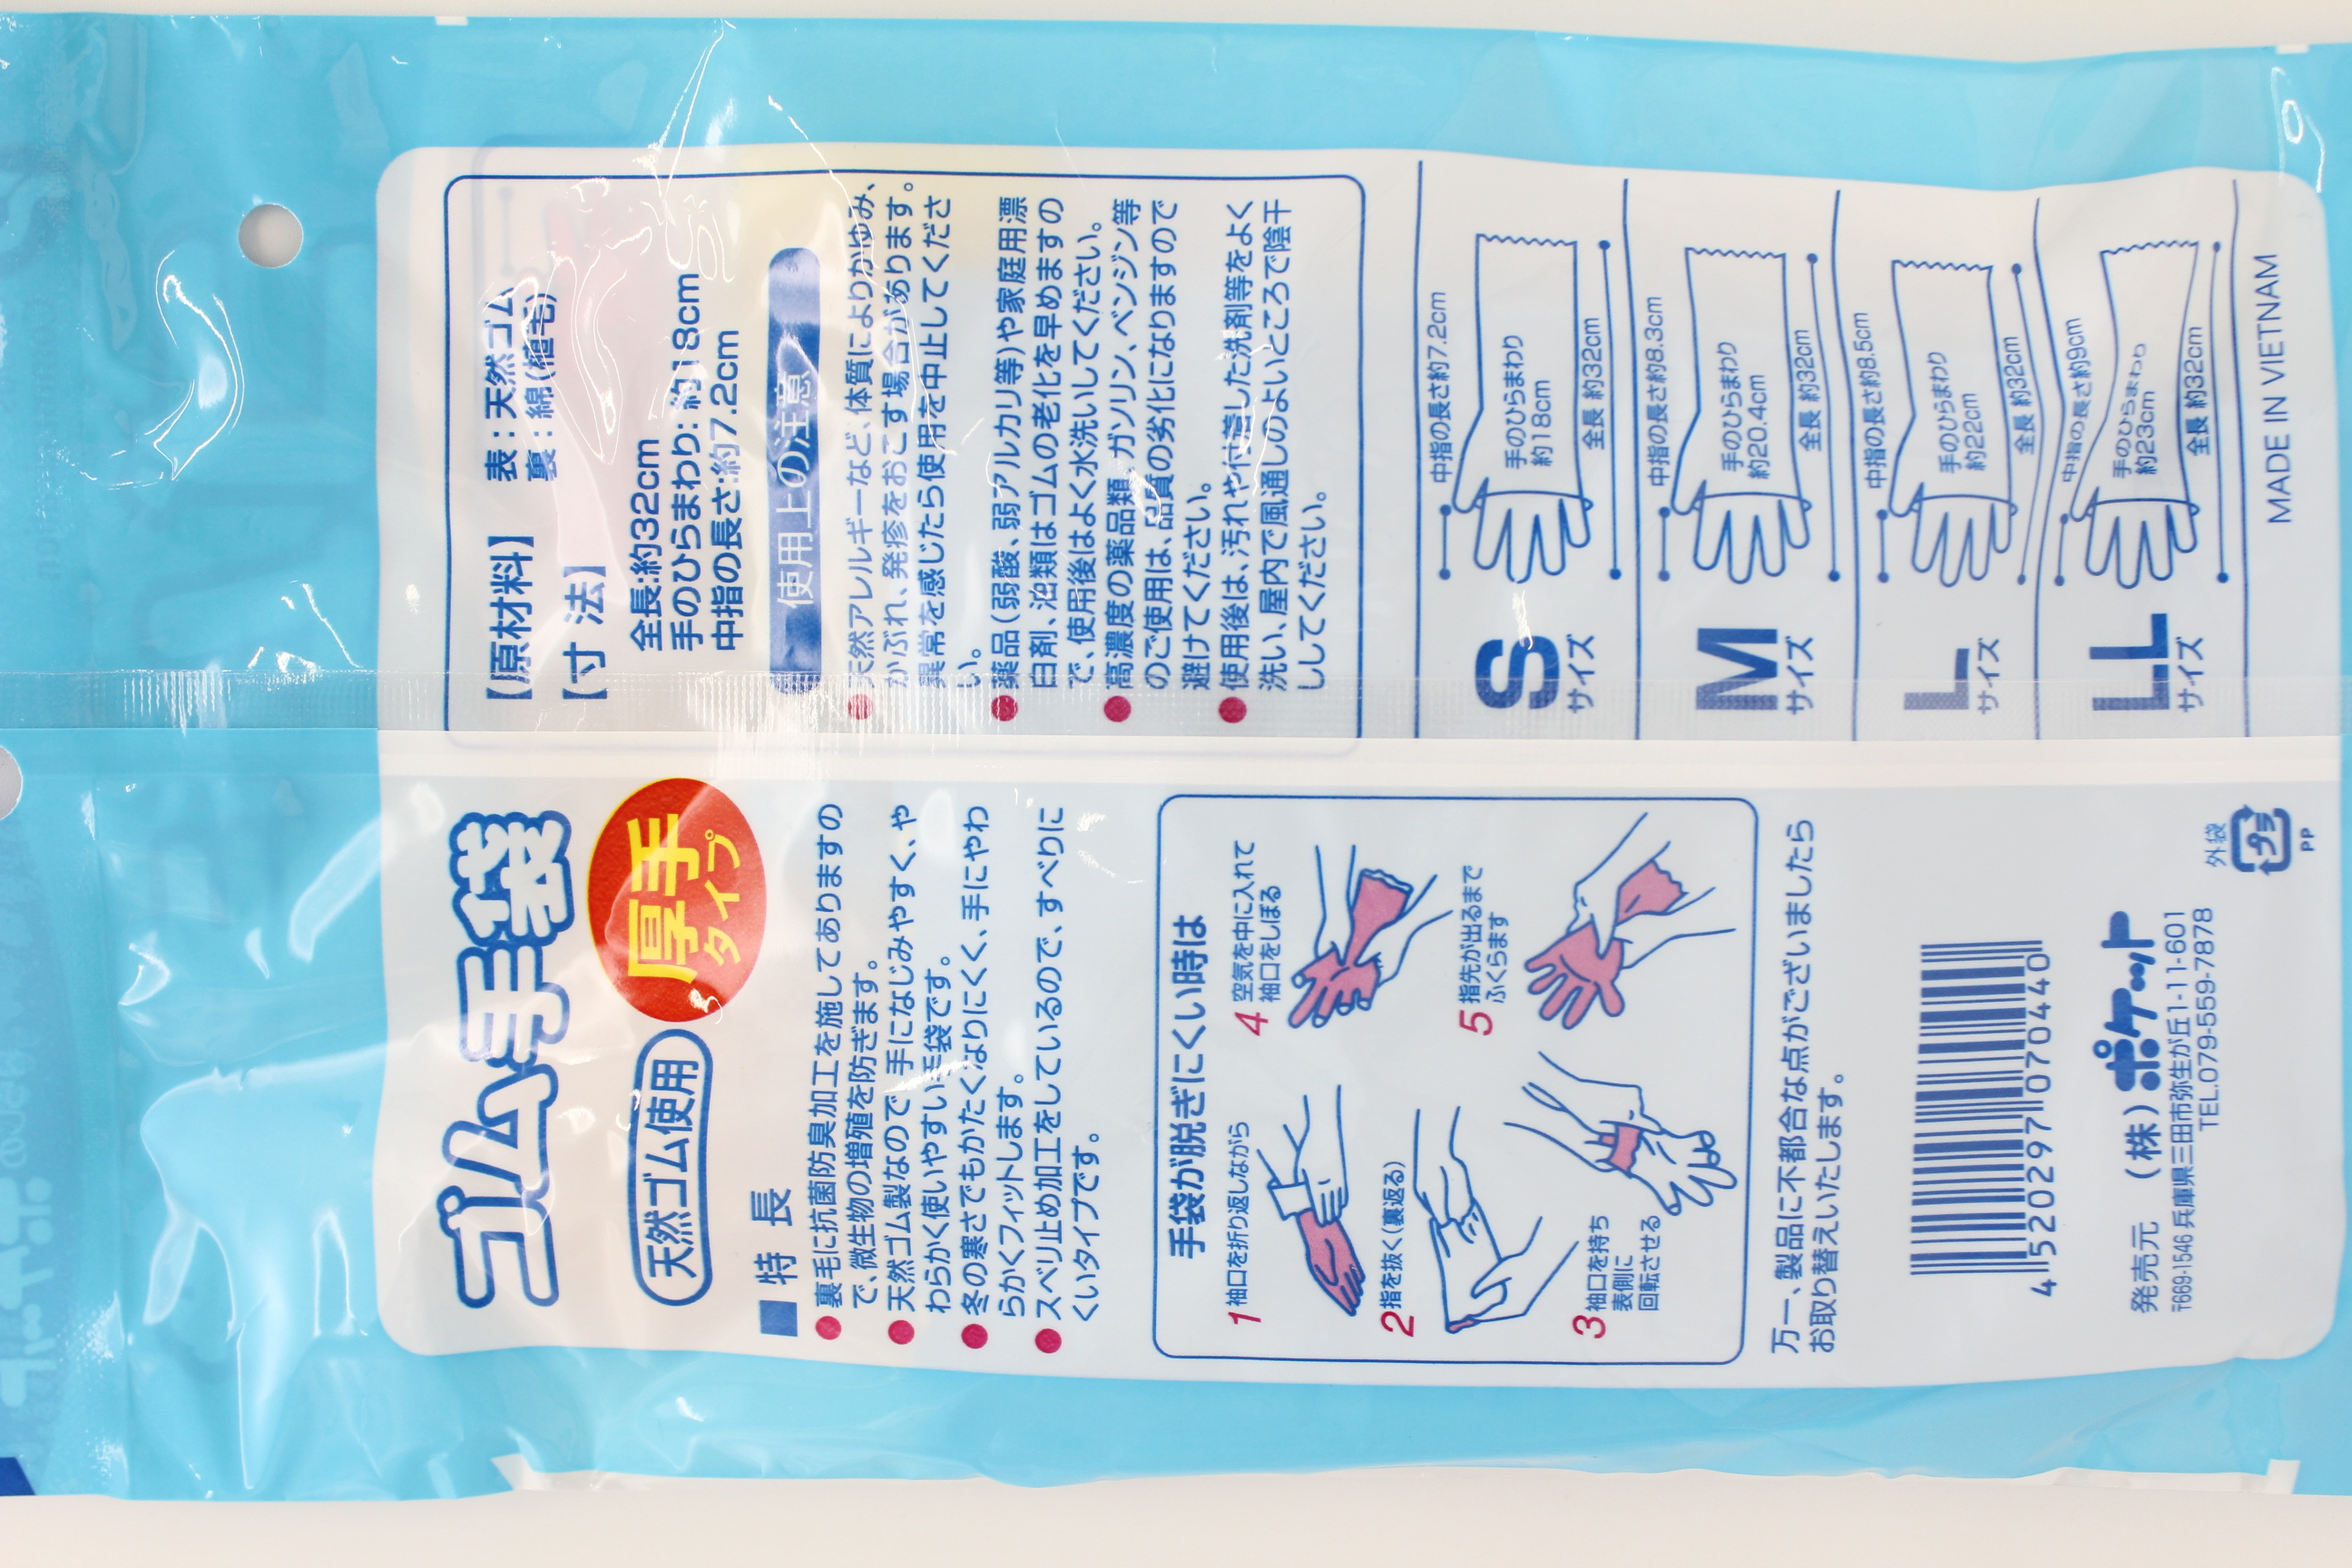 ゴム手袋
天然ゴム使用
厚手
タイプ
■特 長
●裏毛に抗菌防臭加工を施してありますの
で、微生物の増殖を防ぎます。
●天然ゴム製なので、手になじみやすく、や
わらかく使いやすい手袋です。
●冬の寒さでもかたくなりにくく、手にやわ
らかくフィットします。
●スベリ止め加工をしているので、すべりに
くいタイプです。
手袋が脱ぎにくい時は
1 袖口を折り返しながら
2 指を抜く(裏返る)
3 袖口を持ち
表側に
回転させる
4 空気を中に入れて
袖口をしぼる
5 指先が出るまで
ふくらます
万一、製品に不都合な点がございましたら
お取り替えいたします。
4 520297 070440
発売元 (株)ポケット
〒669-1546 兵庫県三田市弥生が丘1-11-601
TEL.079-559-7878
外袋
プラ
PP
【原材料】 表:天然ゴム
裏:綿(植毛)
【寸 法】
全長:約32cm
手のひらまわり:約18cm
中指の長さ:約7.2cm
使用上の注意
●天然アレルギーなど、体質によりかゆみ、
かぶれ、発疹をおこす場合があります。
異常を感じたら使用を中止してくださ
い。
●薬品(弱酸、弱アルカリ等)や家庭用漂
白剤、油類はゴムの老化を早めますの
で、使用後はよく水洗いしてください。
●高濃度の薬品類、ガソリン、ベンジン等
のご使用は、品質の劣化になりますので
避けてください。
●使用後は、汚れや付着した洗剤等をよく
洗い、屋内で風通しのよいところで陰干
ししてください。
S
サイズ
中指の長さ約7.2cm
手のひらまわり
約18cm
全長 約32cm
M
サイズ
中指の長さ約8.3cm
手のひらまわり
約20.4cm
全長 約32cm
L
サイズ
中指の長さ約8.5cm
手のひらまわり
約22cm
全長 約32cm
LL
サイズ
中指の長さ約9cm
手のひらまわり
約23cm
全長 約32cm
MADE IN VIETNAM